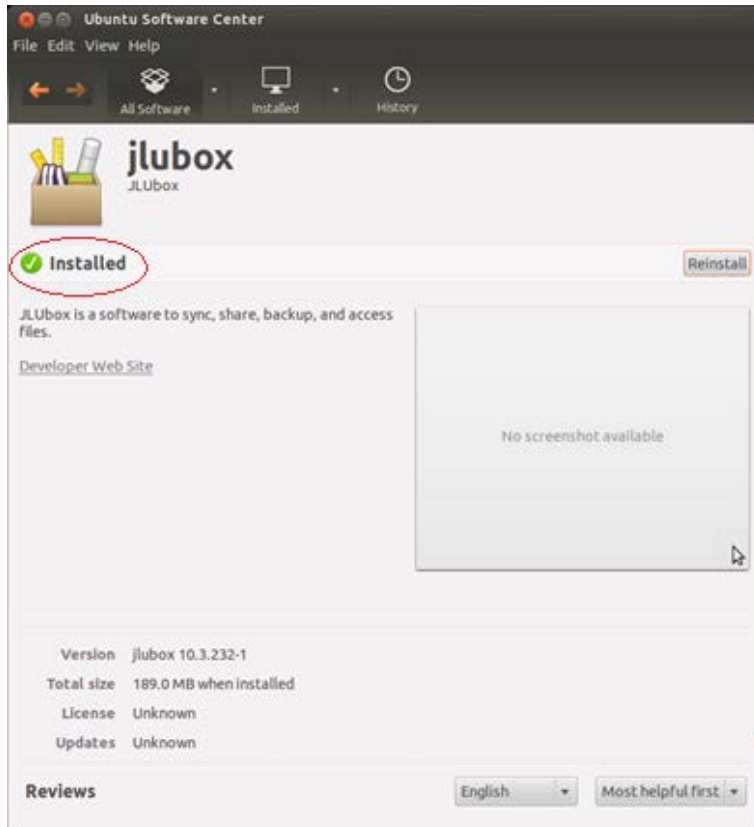 Ubuntu Software Center
File Edit View Help
All Software Installed History
jlubox
JLUbox
Installed
Reinstall
JLUbox is a software to sync, share, backup, and access
files.
Developer Web Site
No screenshot available
Version jlubox 10.3.232-1
Total size 189.0 MB when installed
License Unknown
Updates Unknown
Reviews
English
Most helpful first